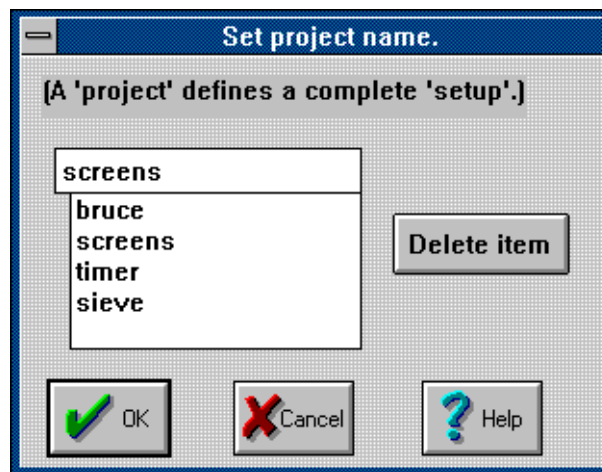 Set project name.
(A 'project' defines a complete 'setup'.)
screens
bruce
screens
timer
sieve
Delete item
OK
Cancel
Help